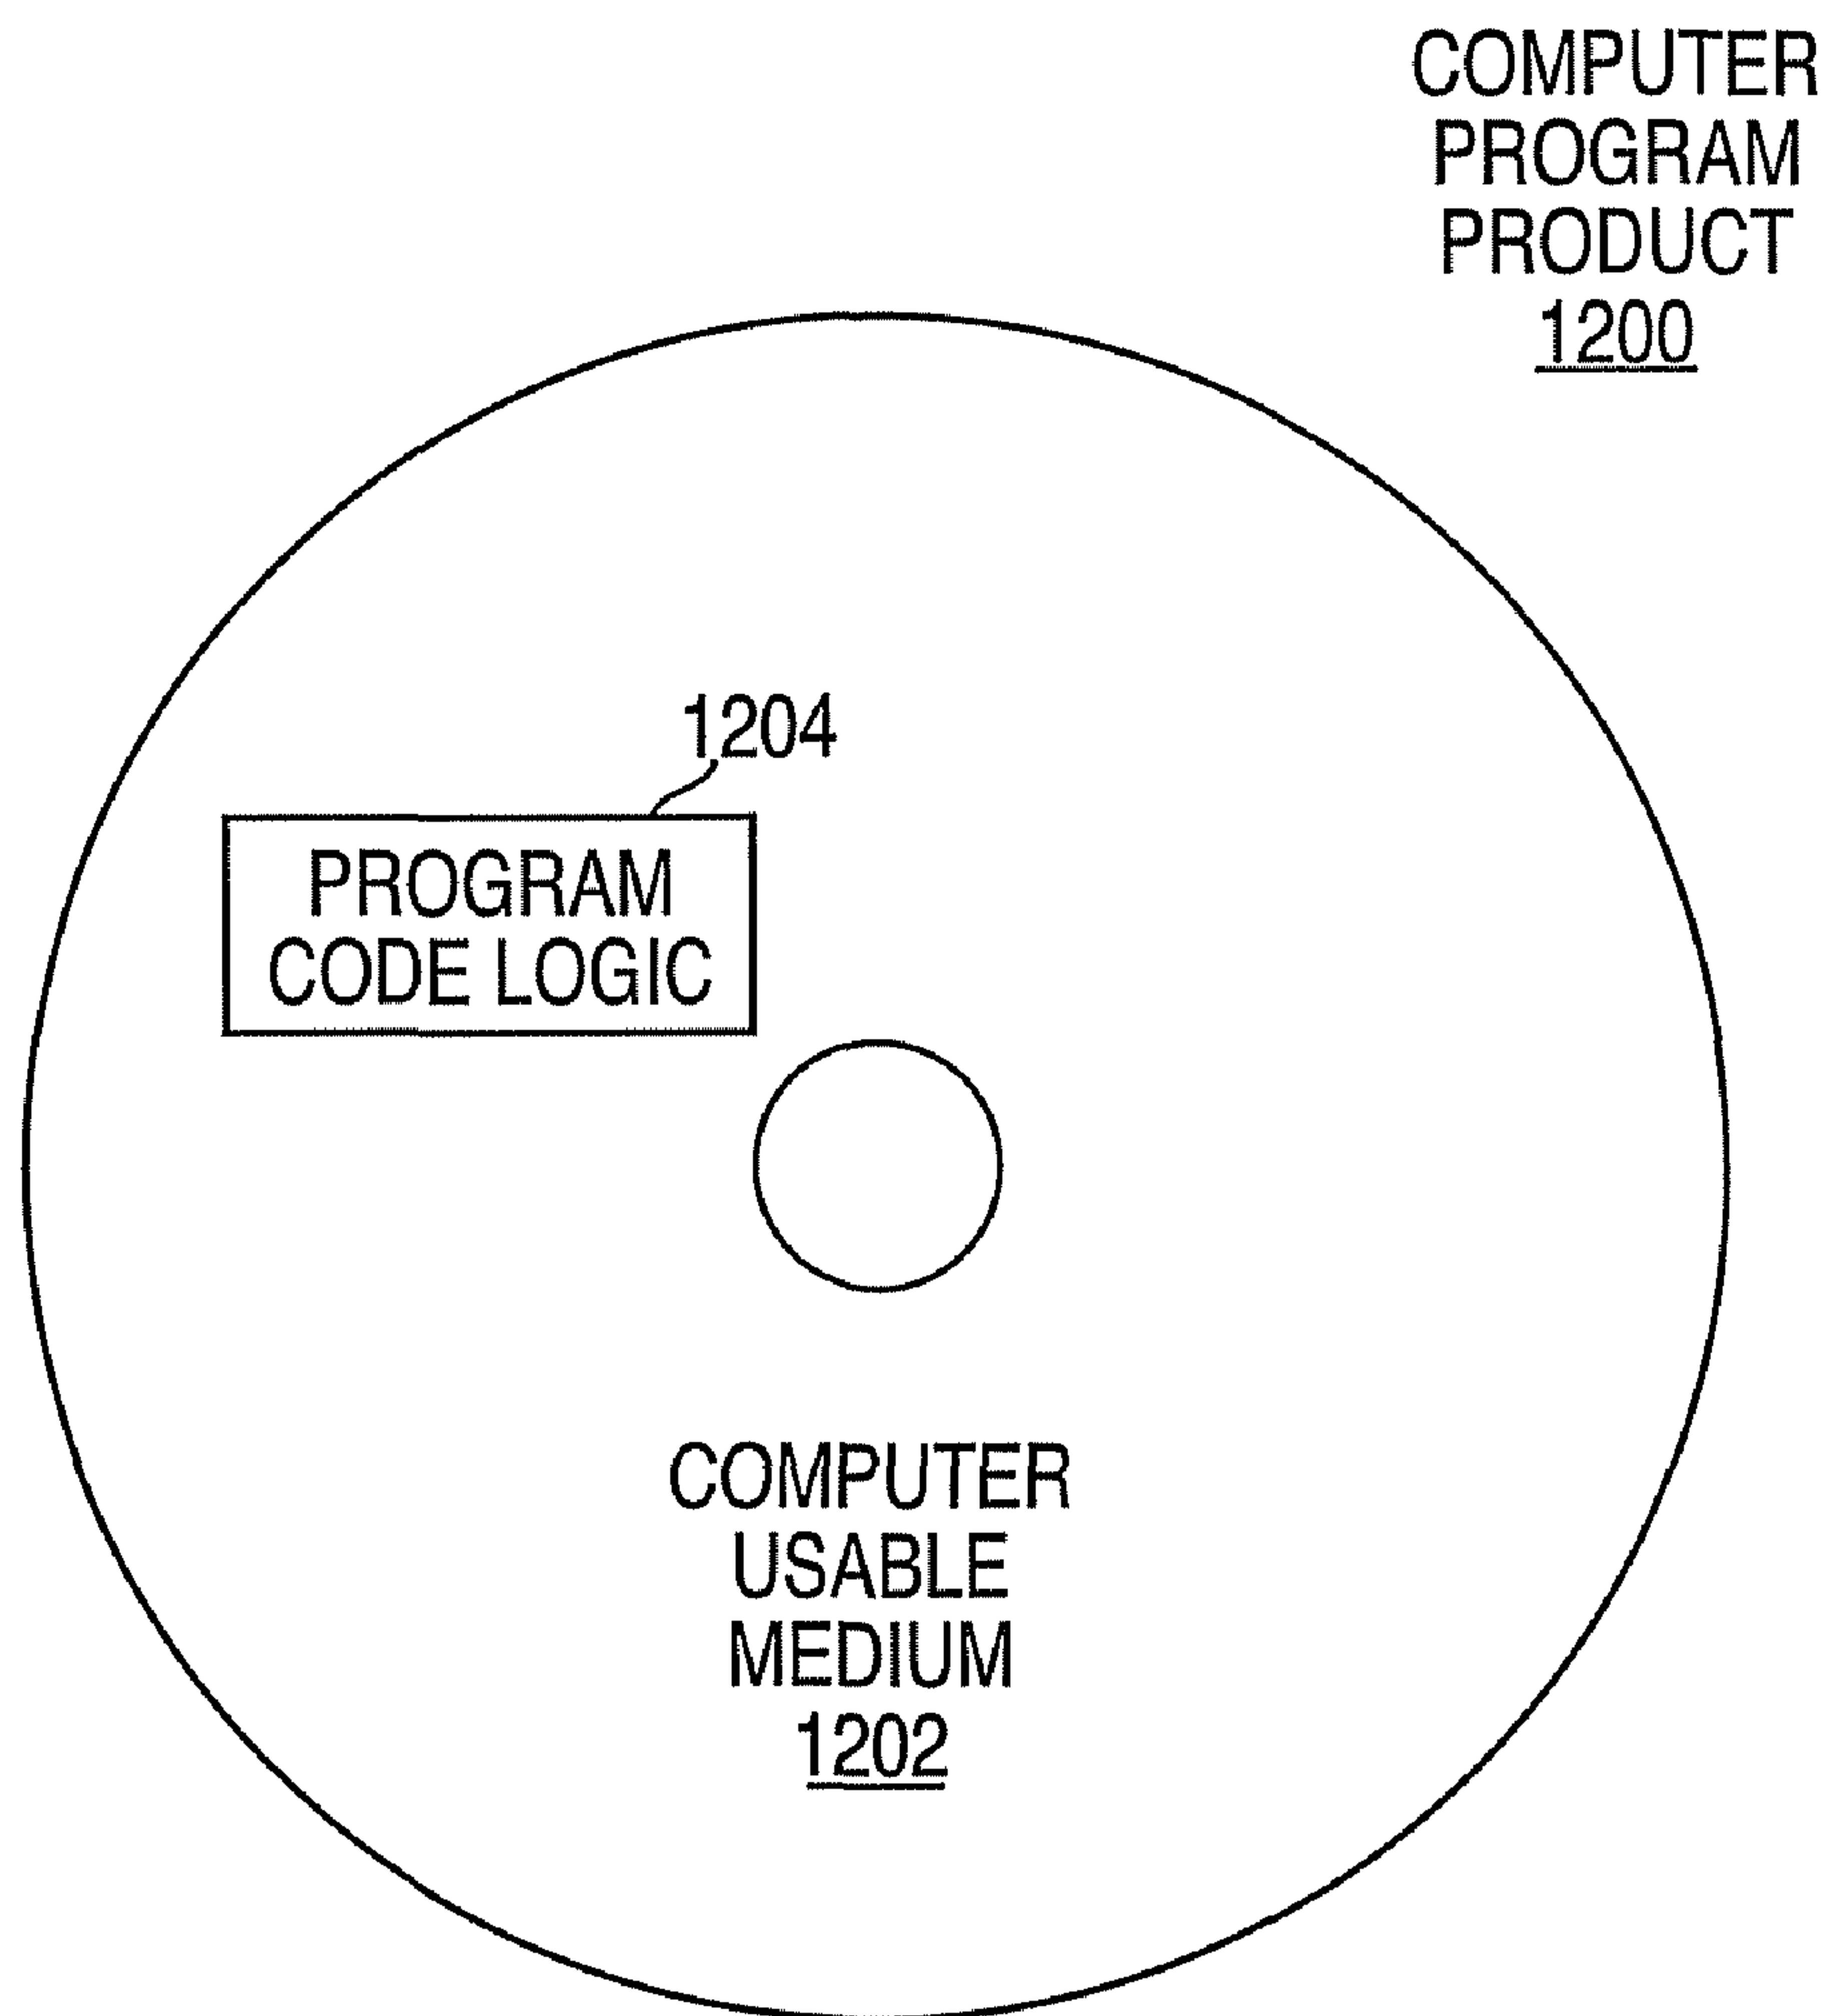 COMPUTER
PROGRAM
PRODUCT
1200
1204
PROGRAM
CODE LOGIC
COMPUTER
USABLE
MEDIUM
1202